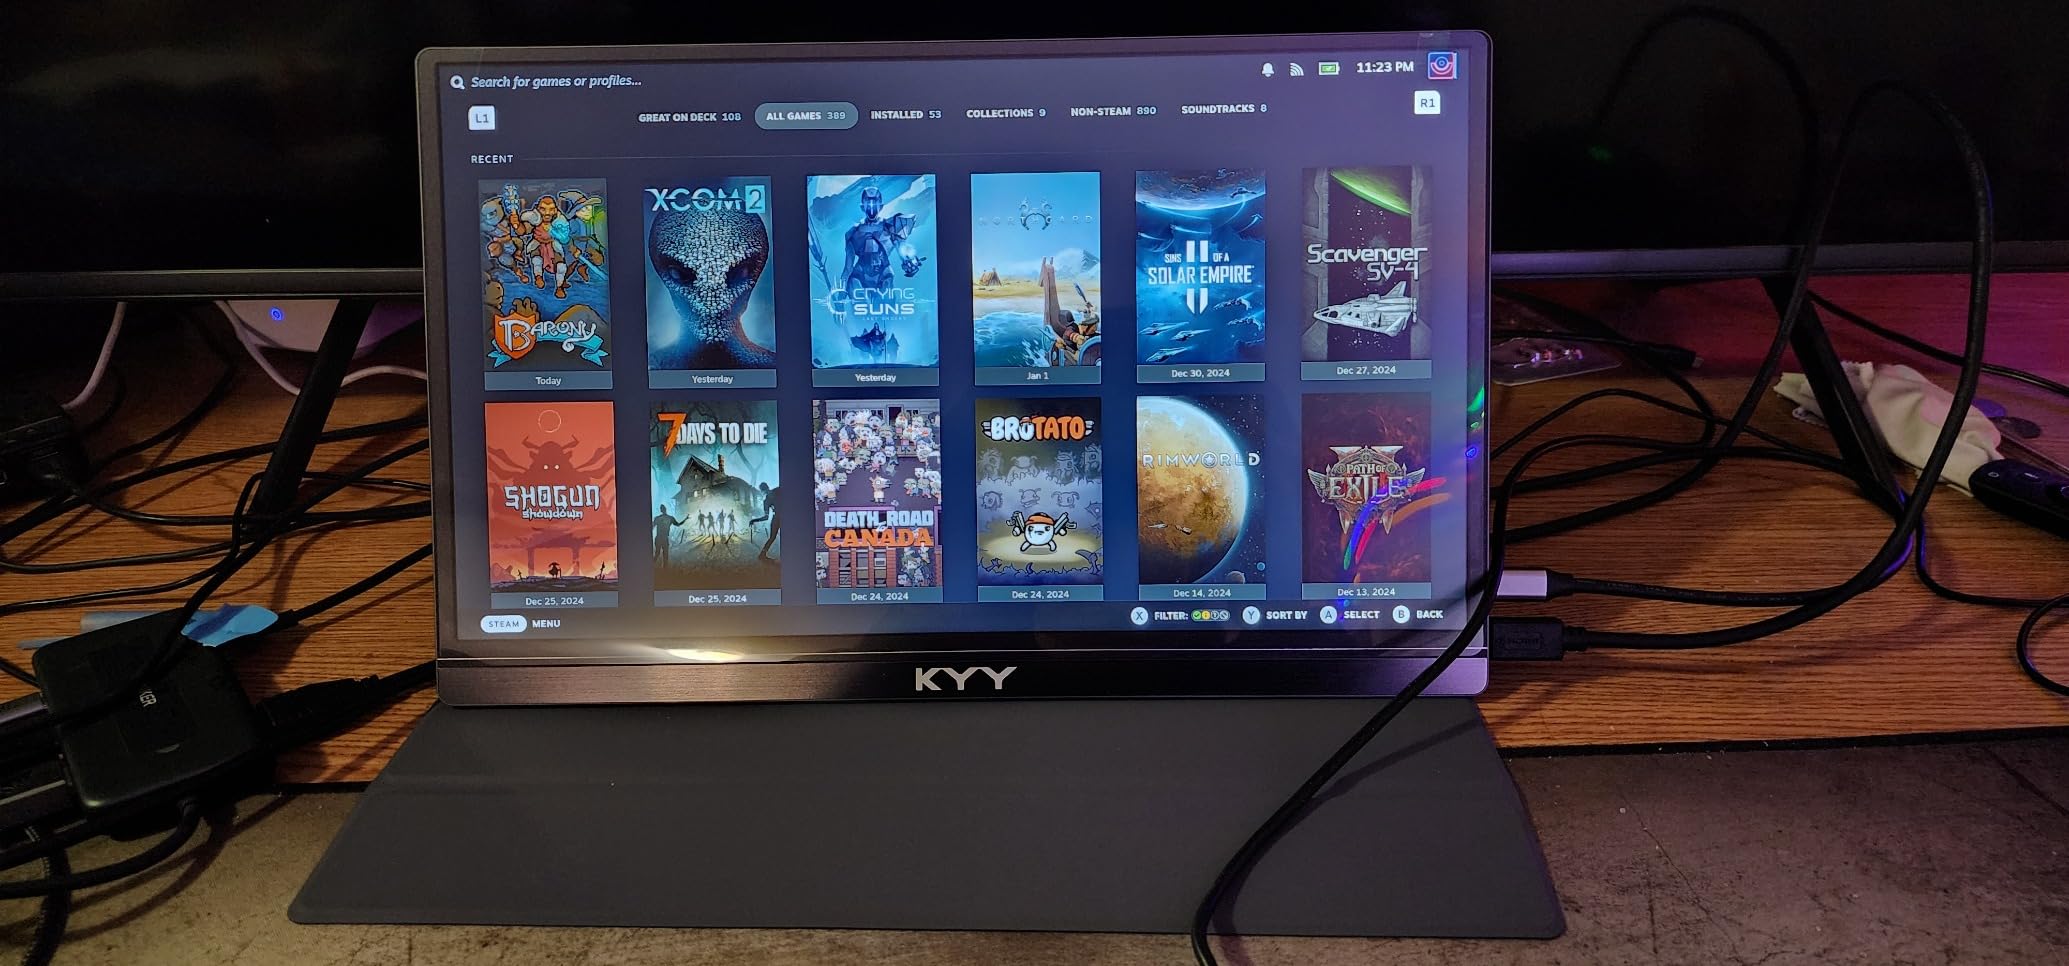 Search for games or profiles...
11:23 PM
L1
GREAT ON DECK 108
ALL GAMES 389
INSTALLED 53
COLLECTIONS 9
NON-STEAM 890
SOUNDTRACKS 8
R1
RECENT
BARONY
Today
XCOM 2
Yesterday
CRYING
SUNS
Yesterday
NORTHGARD
Jan 1
SINS OF A
SOLAR EMPIRE
II
Dec 30, 2024
Scavenger
SV-4
Dec 27, 2024
SHOGUN
showdown
Dec 25, 2024
7 DAYS TO DIE
Dec 25, 2024
DEATH ROAD
to
CANADA
Dec 24, 2024
BROTATO
Dec 24, 2024
RIMWORLD
Dec 14, 2024
PATH OF
EXILE
Dec 13, 2024
STEAM MENU
X FILTER:
Y SORT BY
A SELECT
B BACK
KYY